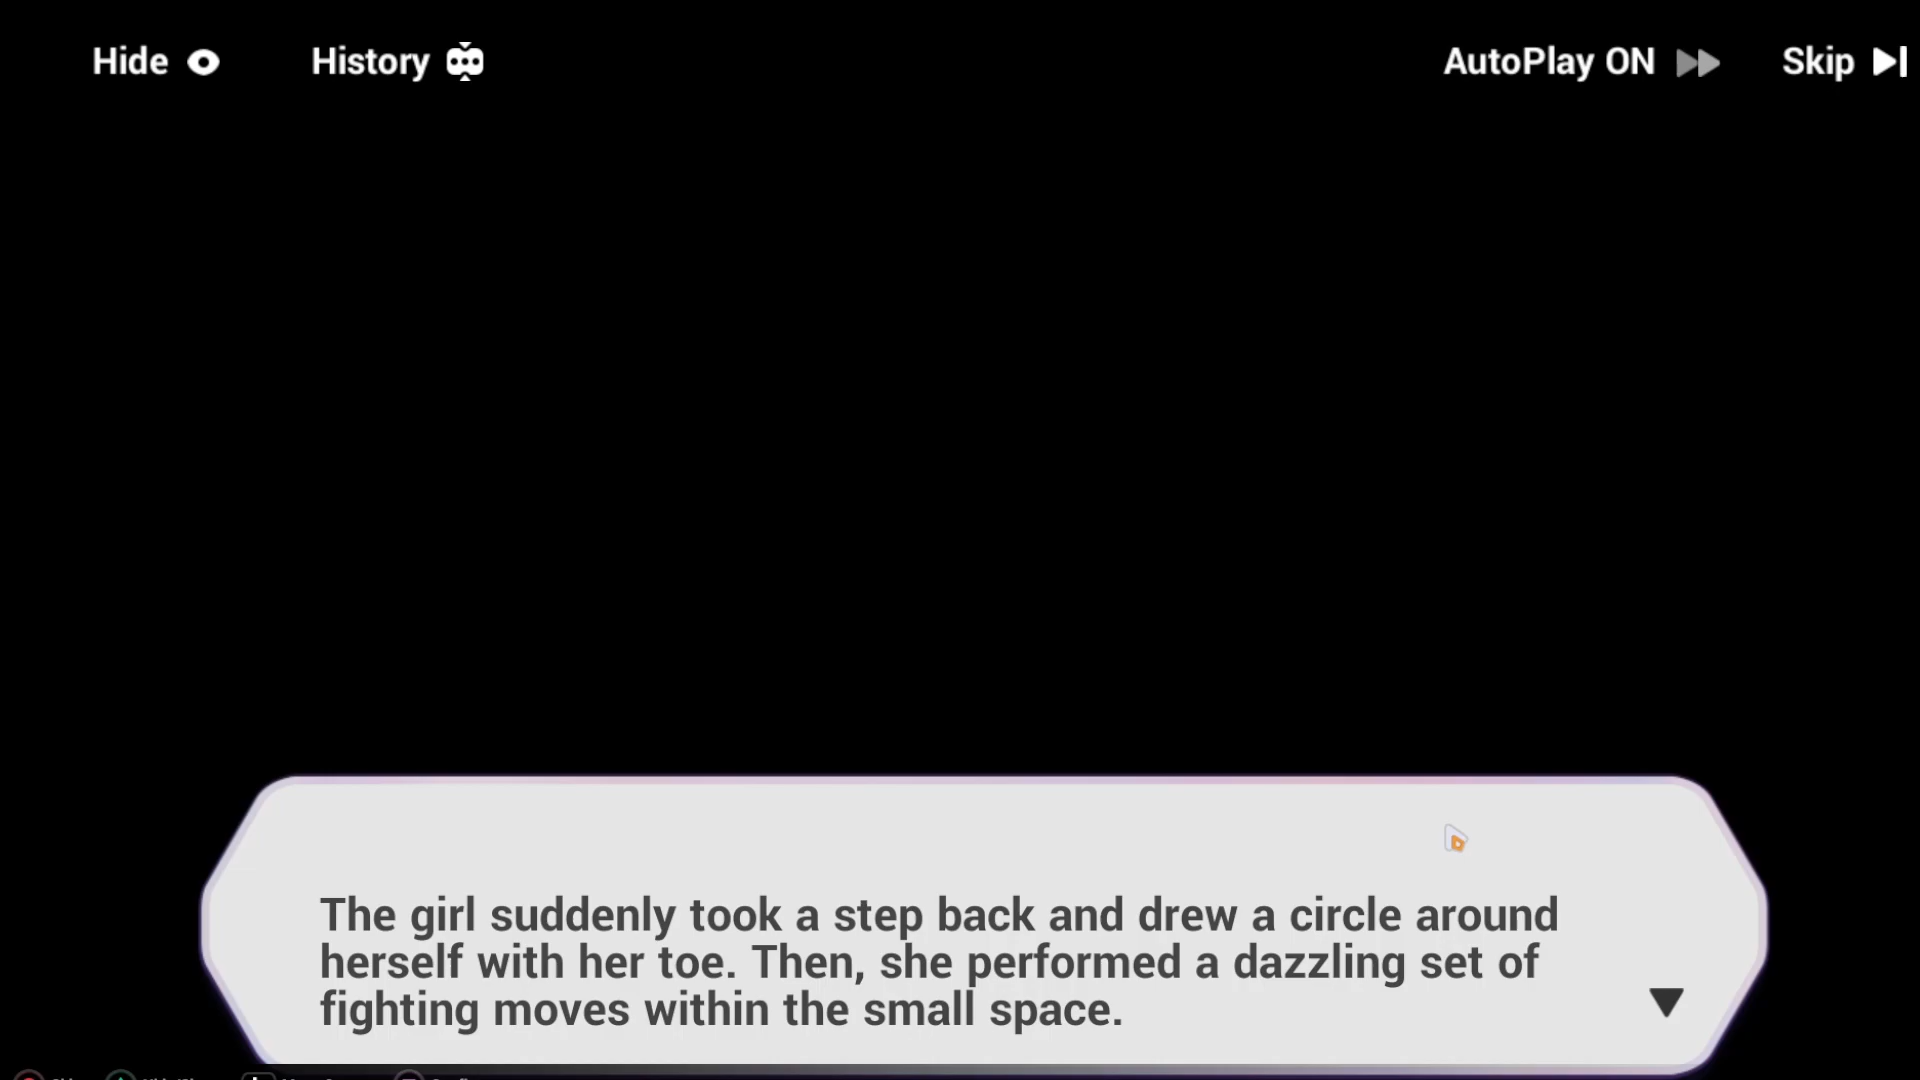 Hide
History
AutoPlay ON
Skip
The girl suddenly took a step back and drew a circle around
herself with her toe. Then, she performed a dazzling set of
fighting moves within the small space.